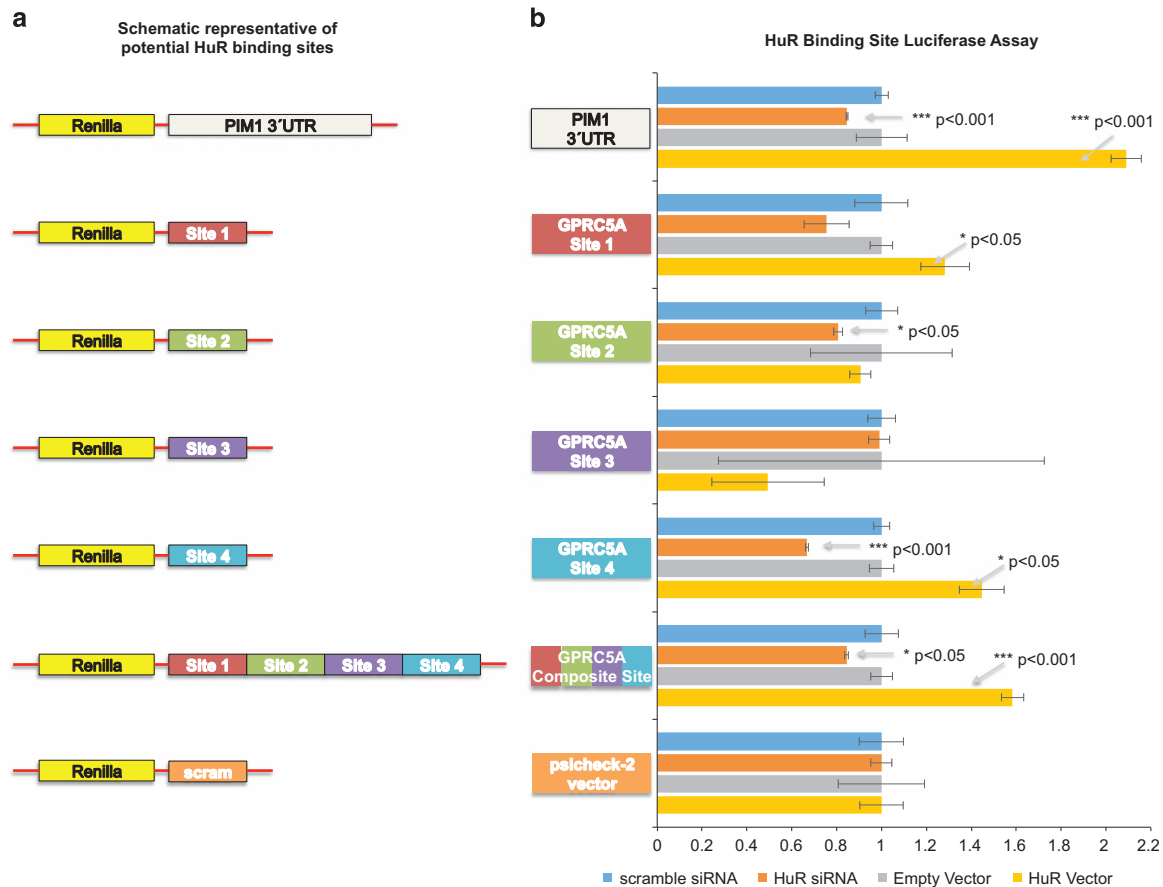 a
Schematic representative of
potential HuR binding sites
Renilla PIM1 3′UTR
Renilla Site 1
Renilla Site 2
Renilla Site 3
Renilla Site 4
Renilla Site 1 Site 2 Site 3 Site 4
Renilla scram
b
HuR Binding Site Luciferase Assay
PIM1
3′UTR
*** p<0.001
*** p<0.001
GPRC5A
Site 1
* p<0.05
GPRC5A
Site 2
* p<0.05
GPRC5A
Site 3
GPRC5A
Site 4
*** p<0.001
* p<0.05
GPRC5A
Composite Site
* p<0.05
*** p<0.001
psicheck-2
vector
0 0.2 0.4 0.6 0.8 1 1.2 1.4 1.6 1.8 2 2.2
scramble siRNA HuR siRNA Empty Vector HuR Vector